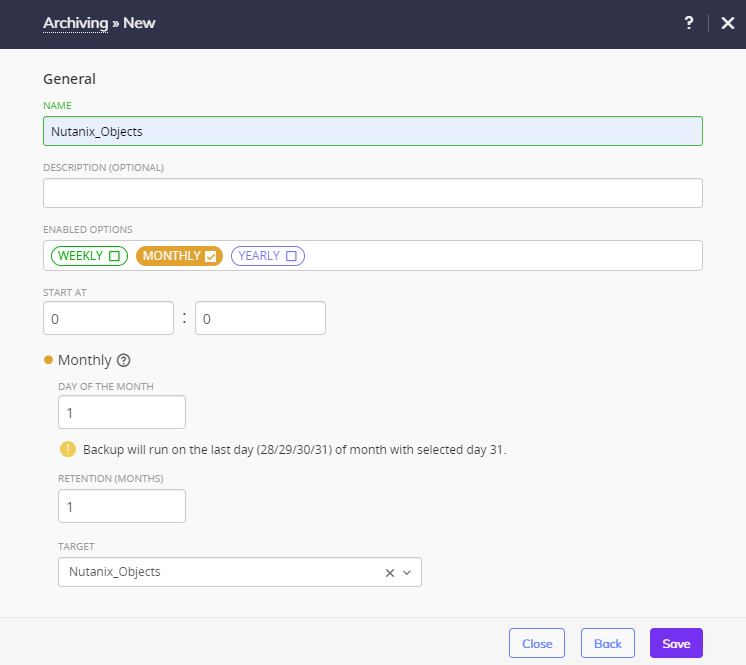 Archiving » New
?
General
NAME
Nutanix_Objects
DESCRIPTION (OPTIONAL)
ENABLED OPTIONS
WEEKLY MONTHLY YEARLY
START AT
0 : 0
Monthly ?
DAY OF THE MONTH
1
! Backup will run on the last day (28/29/30/31) of month with selected day 31.
RETENTION (MONTHS)
1
TARGET
Nutanix_Objects
Close Back Save